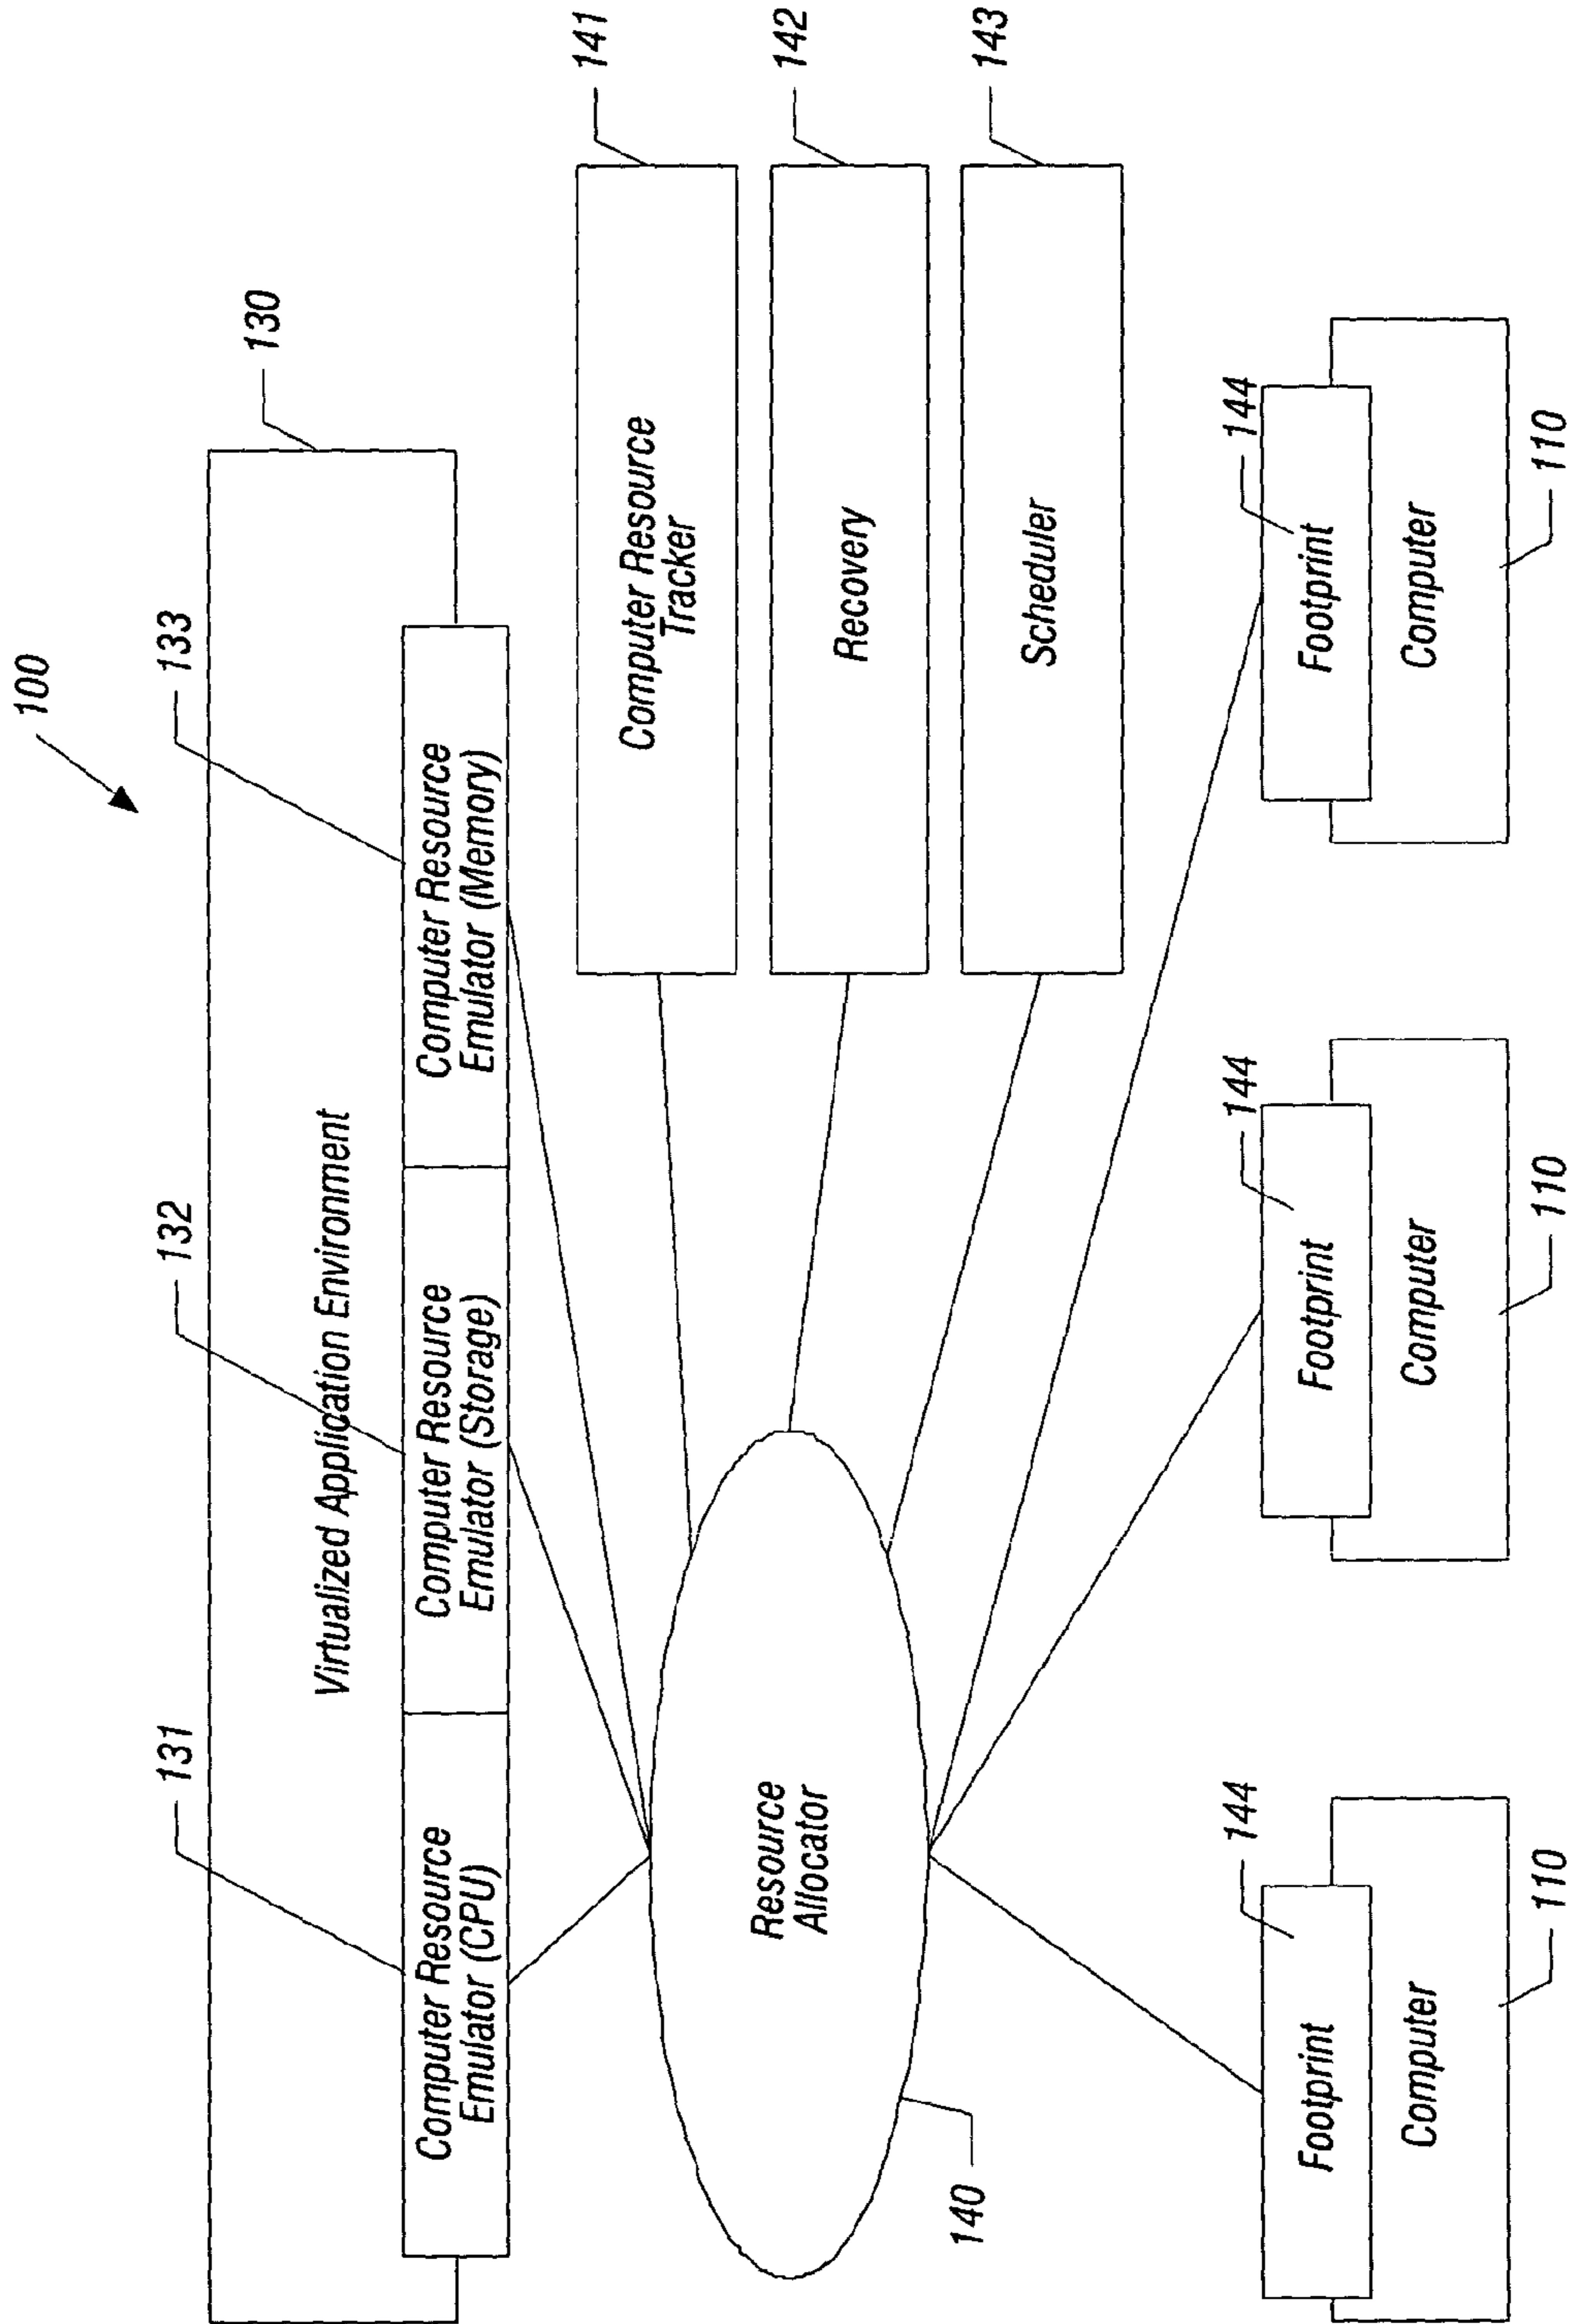 100
130
Virtualized Application Environment
131
132
133
Computer Resource
Emulator (CPU)
Computer Resource
Emulator (Storage)
Computer Resource
Emulator (Memory)
Resource
Allocator
140
Computer Resource
Tracker
141
Recovery
142
Scheduler
143
144
Footprint
Computer
110
144
Footprint
Computer
110
144
Footprint
Computer
110